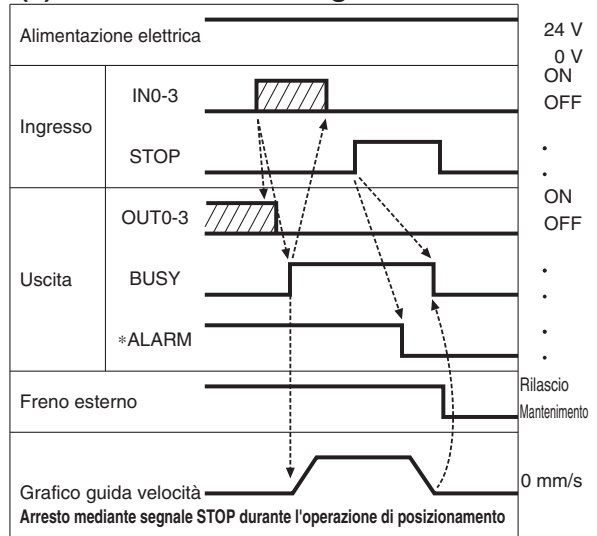 Alimentazione elettrica
24 V
0 V
Ingresso
IN0-3
ON
OFF
STOP
Uscita
OUT0-3
ON
OFF
BUSY
*ALARM
Freno esterno
Rilascio
Mantenimento
Grafico guida velocità
0 mm/s
Arresto mediante segnale STOP durante l'operazione di posizionamento